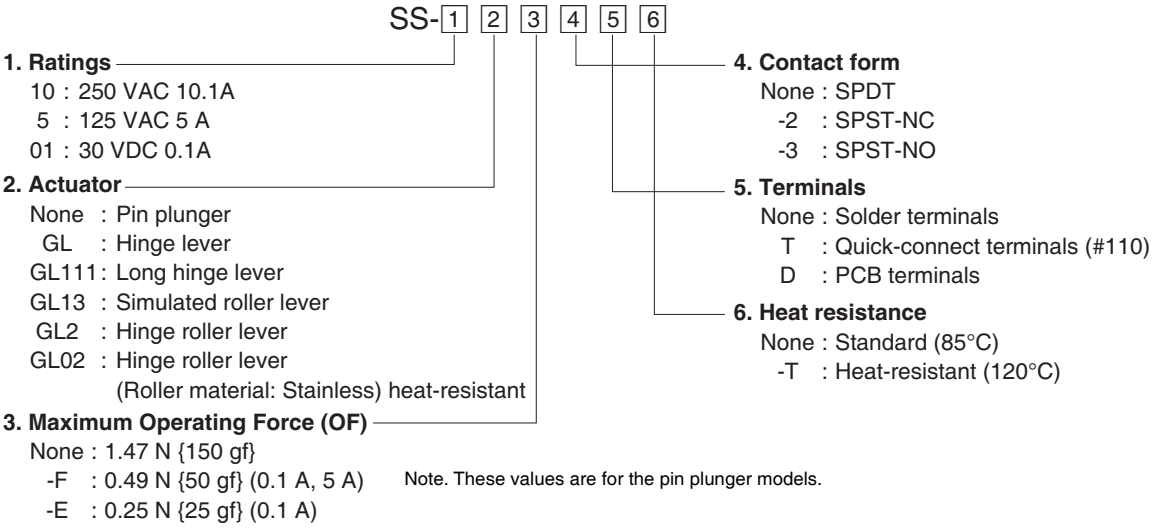 SS-1 2 3 4 5 6
1. Ratings
10 : 250 VAC 10.1A
5 : 125 VAC 5 A
01 : 30 VDC 0.1A
2. Actuator
None : Pin plunger
GL : Hinge lever
GL111 : Long hinge lever
GL13 : Simulated roller lever
GL2 : Hinge roller lever
GL02 : Hinge roller lever
(Roller material: Stainless) heat-resistant
3. Maximum Operating Force (OF)
None : 1.47 N {150 gf}
-F : 0.49 N {50 gf} (0.1 A, 5 A)
-E : 0.25 N {25 gf} (0.1 A)
Note. These values are for the pin plunger models.
4. Contact form
None : SPDT
-2 : SPST-NC
-3 : SPST-NO
5. Terminals
None : Solder terminals
T : Quick-connect terminals (#110)
D : PCB terminals
6. Heat resistance
None : Standard (85°C)
-T : Heat-resistant (120°C)